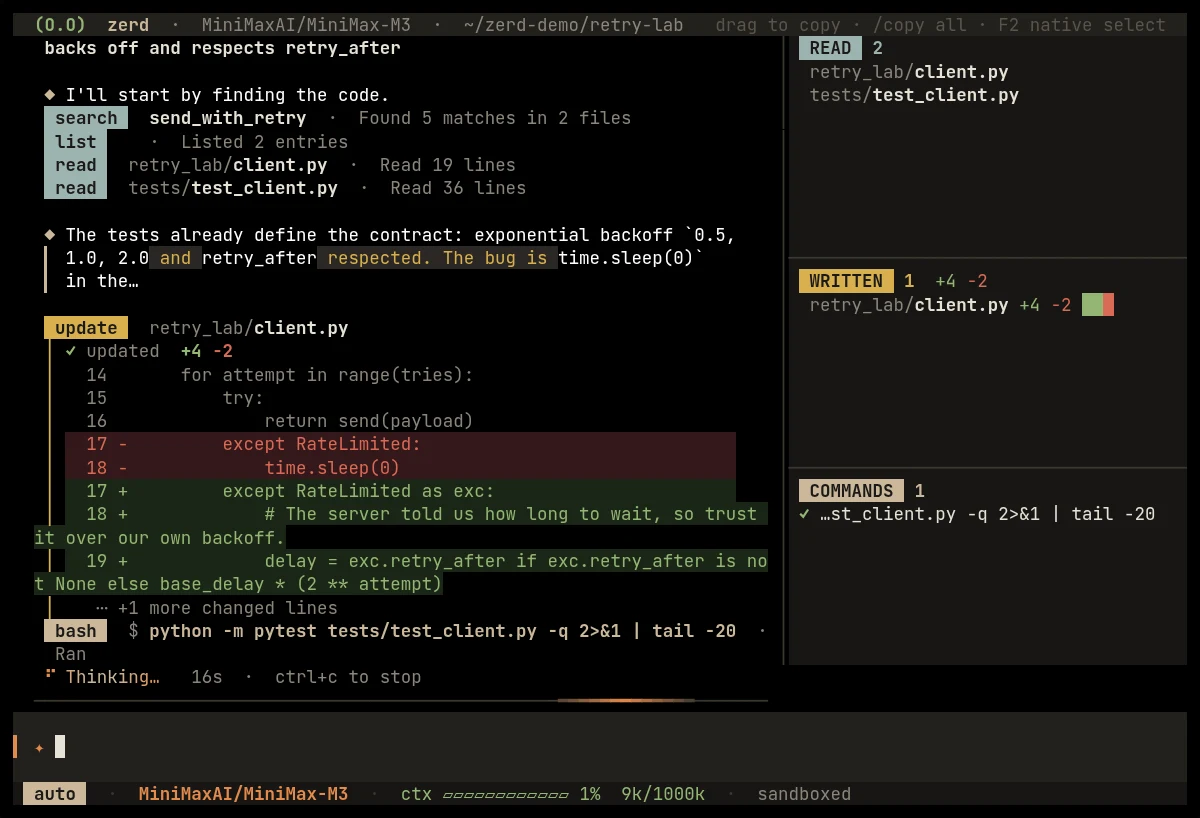 (0.0) zerd · MiniMaxAI/MiniMax-M3 · ~/zerd-demo/retry-lab drag to copy · /copy all · F2 native select
backs off and respects retry_after
◆ I'll start by finding the code.
search send_with_retry · Found 5 matches in 2 files
list · Listed 2 entries
read retry_lab/client.py · Read 19 lines
read tests/test_client.py · Read 36 lines
◆ The tests already define the contract: exponential backoff `0.5,
1.0, 2.0 and retry_after respected. The bug is time.sleep(0)`
in the…
update retry_lab/client.py
✓ updated +4 -2
14 for attempt in range(tries):
15 try:
16 return send(payload)
17 - except RateLimited:
18 - time.sleep(0)
17 + except RateLimited as exc:
18 + # The server told us how long to wait, so trust
it over our own backoff.
19 + delay = exc.retry_after if exc.retry_after is no
t None else base_delay * (2 ** attempt)
⋯ +1 more changed lines
bash $ python -m pytest tests/test_client.py -q 2>&1 | tail -20 ·
Ran
Thinking… 16s · ctrl+c to stop
READ 2
retry_lab/client.py
tests/test_client.py
WRITTEN 1 +4 -2
retry_lab/client.py +4 -2
COMMANDS 1
✓ …st_client.py -q 2>&1 | tail -20
auto · MiniMaxAI/MiniMax-M3 · ctx 1% 9k/1000k · sandboxed